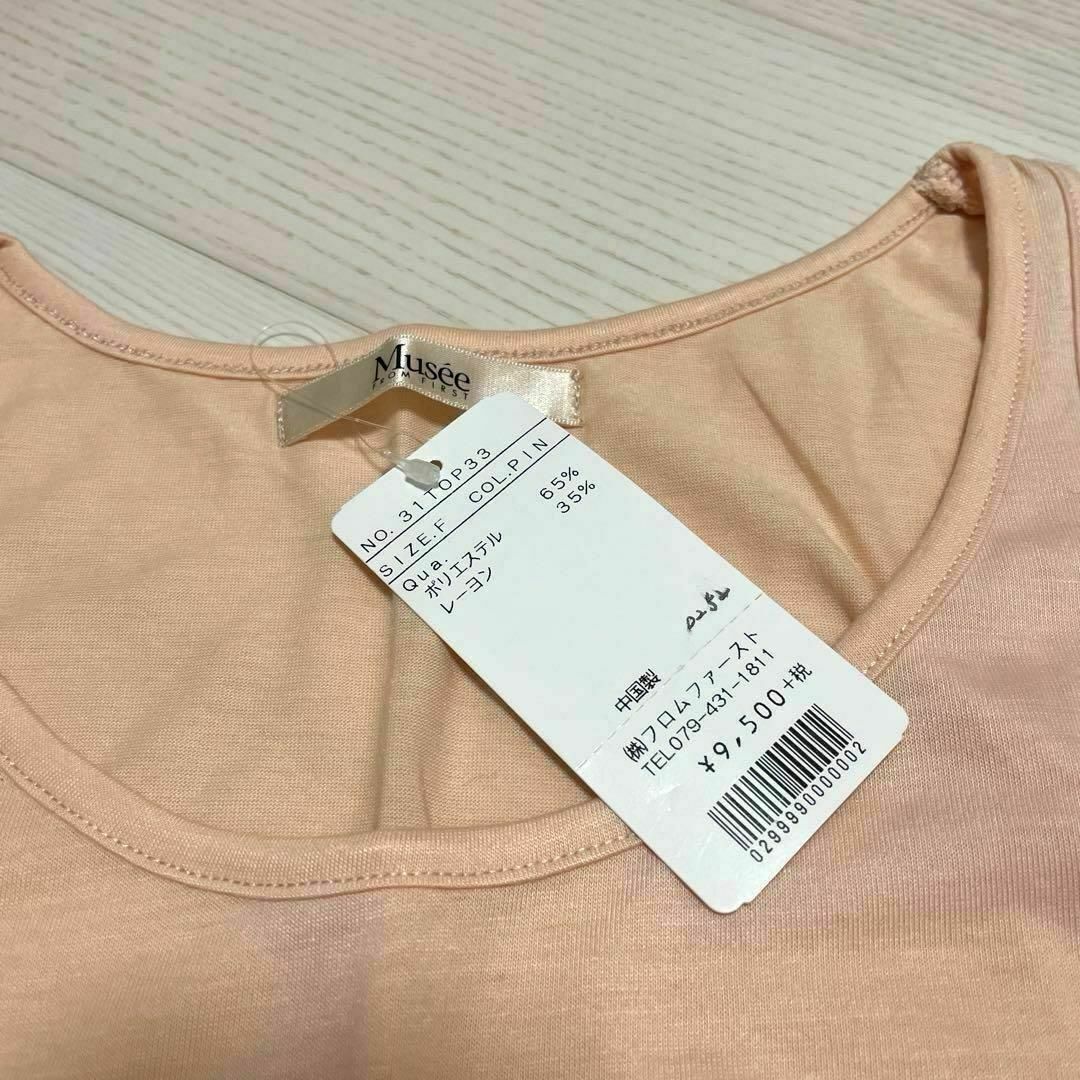 Musée
FROM FIRST
NO. 31TOP33
SIZE.F COL.PIN
Qua.
ポリエステル 65%
レーヨン 35%
中国製
㈱フロムファースト
TEL079-431-1811
¥9,500+税
0299990000002